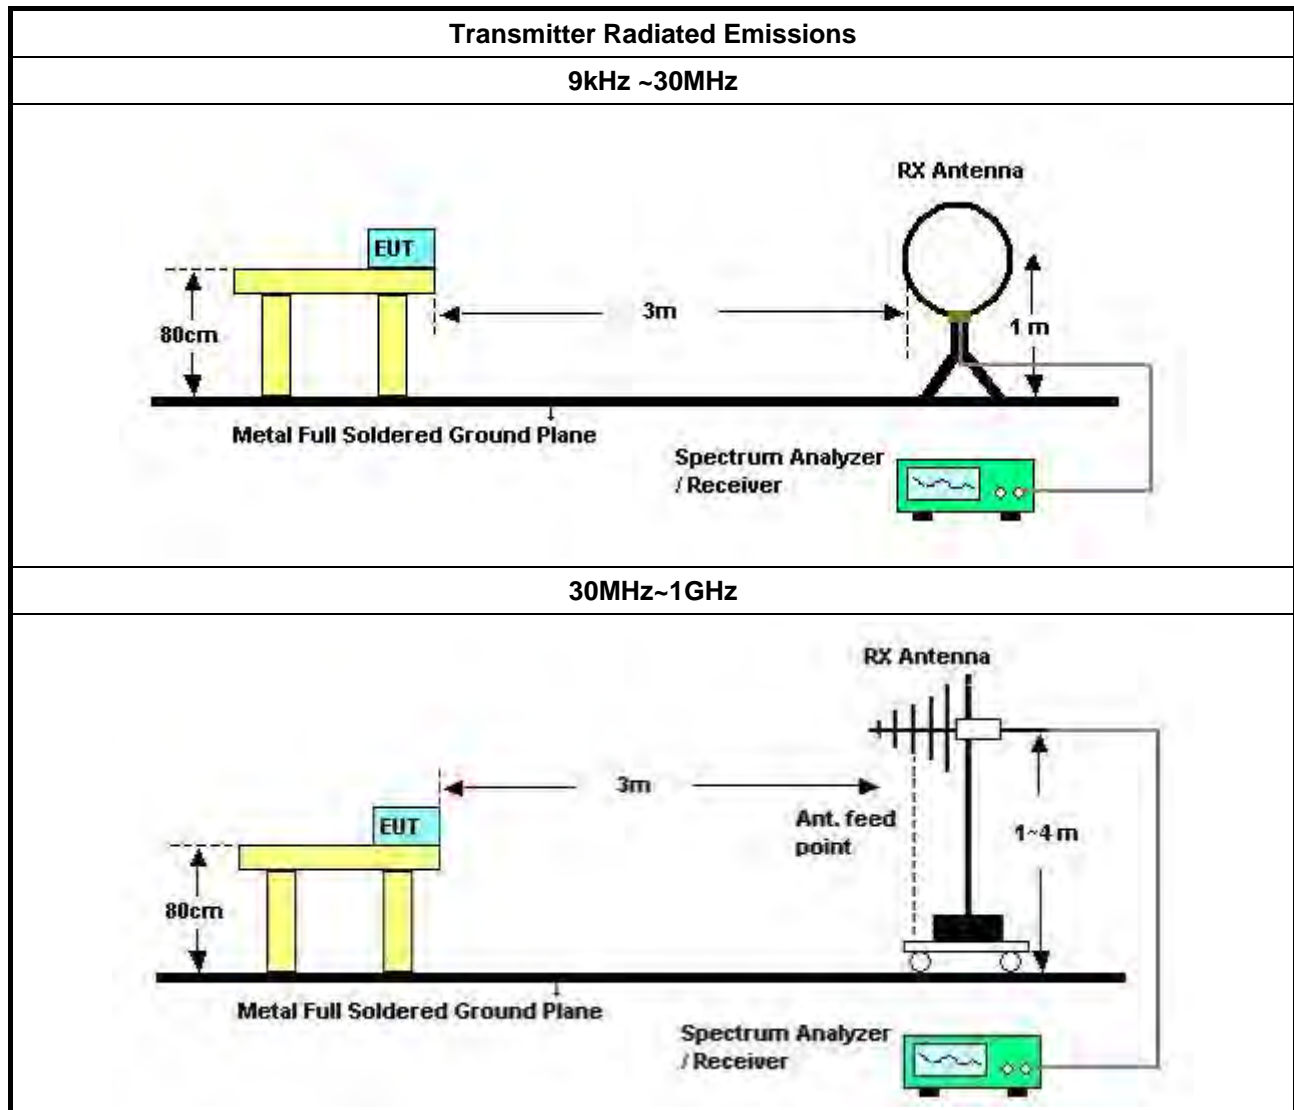 Transmitter Radiated Emissions
9kHz ~30MHz
RX Antenna
EUT
80cm
3m
1 m
Metal Full Soldered Ground Plane
Spectrum Analyzer
/ Receiver
30MHz~1GHz
RX Antenna
EUT
3m
Ant. feed
point
1~4 m
80cm
Metal Full Soldered Ground Plane
Spectrum Analyzer
/ Receiver